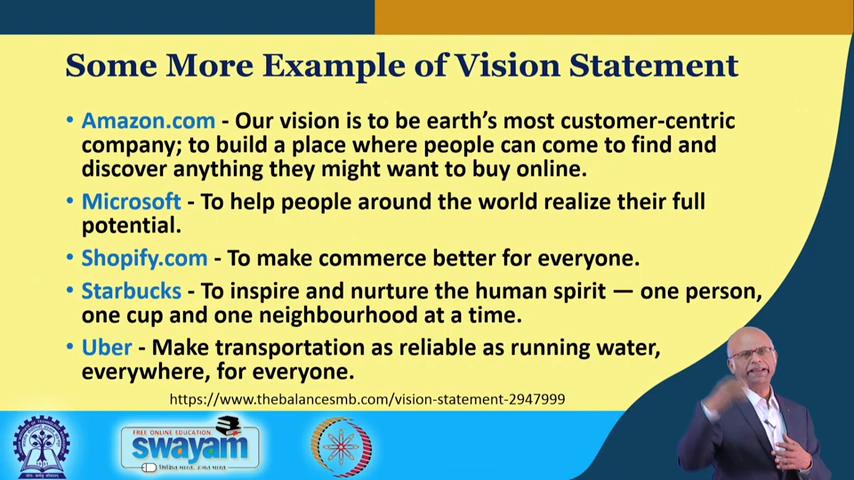 Some More Example of Vision Statement
• Amazon.com - Our vision is to be earth's most customer-centric
company; to build a place where people can come to find and
discover anything they might want to buy online.
• Microsoft - To help people around the world realize their full
potential.
• Shopify.com - To make commerce better for everyone.
• Starbucks - To inspire and nurture the human spirit — one person,
one cup and one neighbourhood at a time.
• Uber - Make transportation as reliable as running water,
everywhere, for everyone.
https://www.thebalancesmb.com/vision-statement-2947999
FREE ONLINE EDUCATION
swayam
शिक्षित भारत, उन्नत भारत